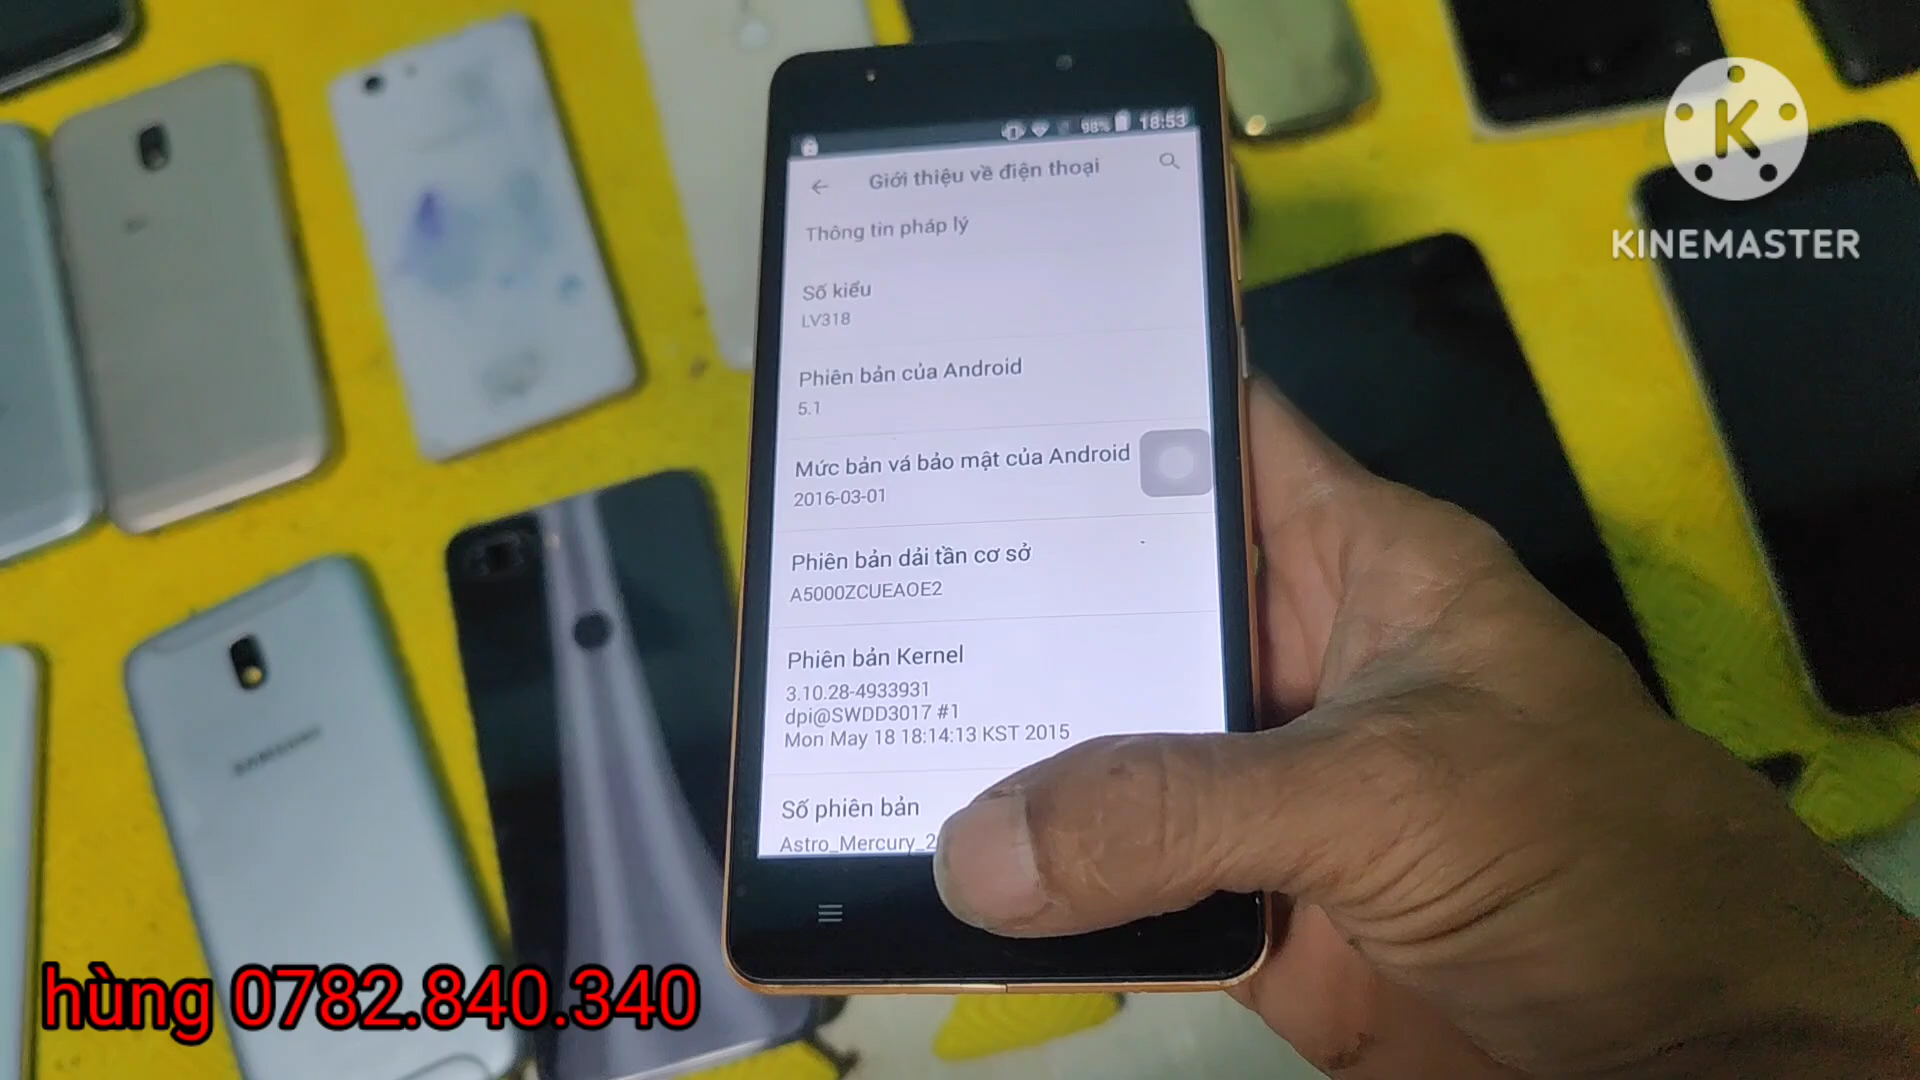 98% 18:53
Giới thiệu về điện thoại
Thông tin pháp lý
Số kiểu
LV318
Phiên bản của Android
5.1
Mức bản vá bảo mật của Android
2016-03-01
Phiên bản dải tần cơ sở
A5000ZCUEAOE2
Phiên bản Kernel
3.10.28-4933931
dpi@SWDD3017 #1
Mon May 18 18:14:13 KST 2015
Số phiên bản
Astro_Mercury_2
K
KINEMASTER
SAMSUNG
hùng 0782.840.340